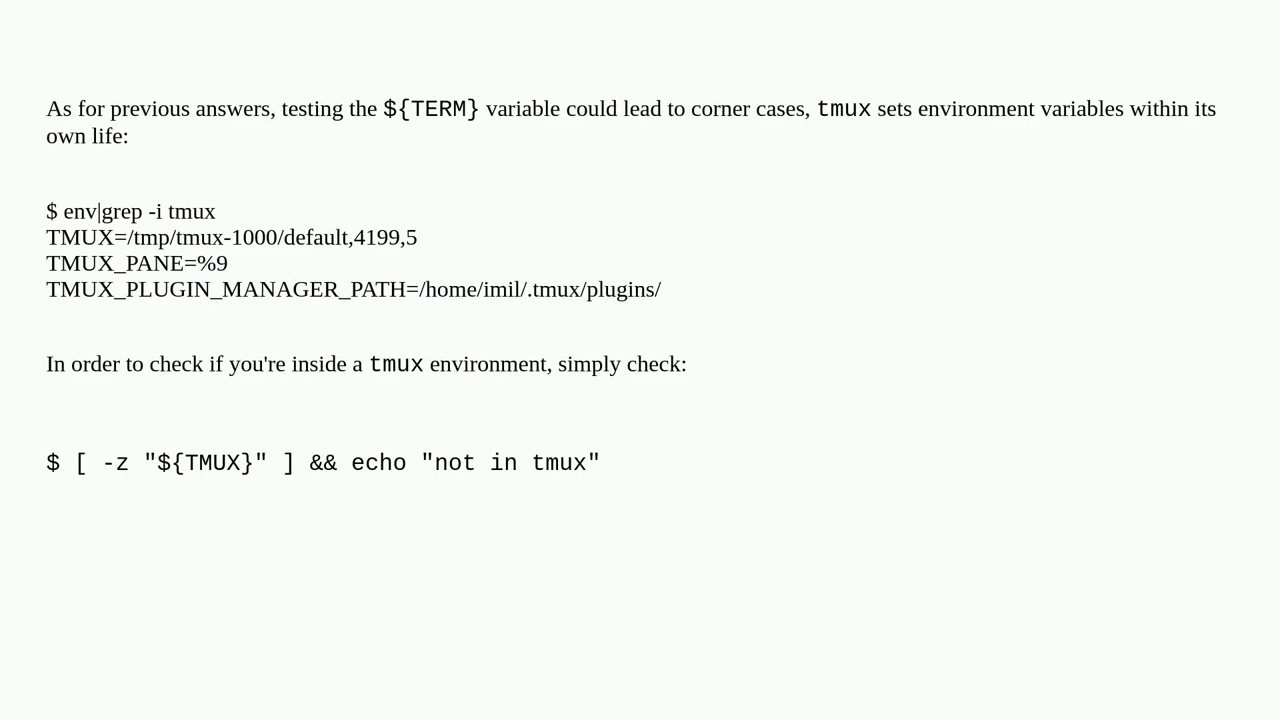 As for previous answers, testing the ${TERM} variable could lead to corner cases, tmux sets environment variables within its
own life:
$ env|grep -i tmux
TMUX=/tmp/tmux-1000/default,4199,5
TMUX_PANE=%9
TMUX_PLUGIN_MANAGER_PATH=/home/imil/.tmux/plugins/
In order to check if you're inside a tmux environment, simply check:
$ [ -z "${TMUX}" ] && echo "not in tmux"